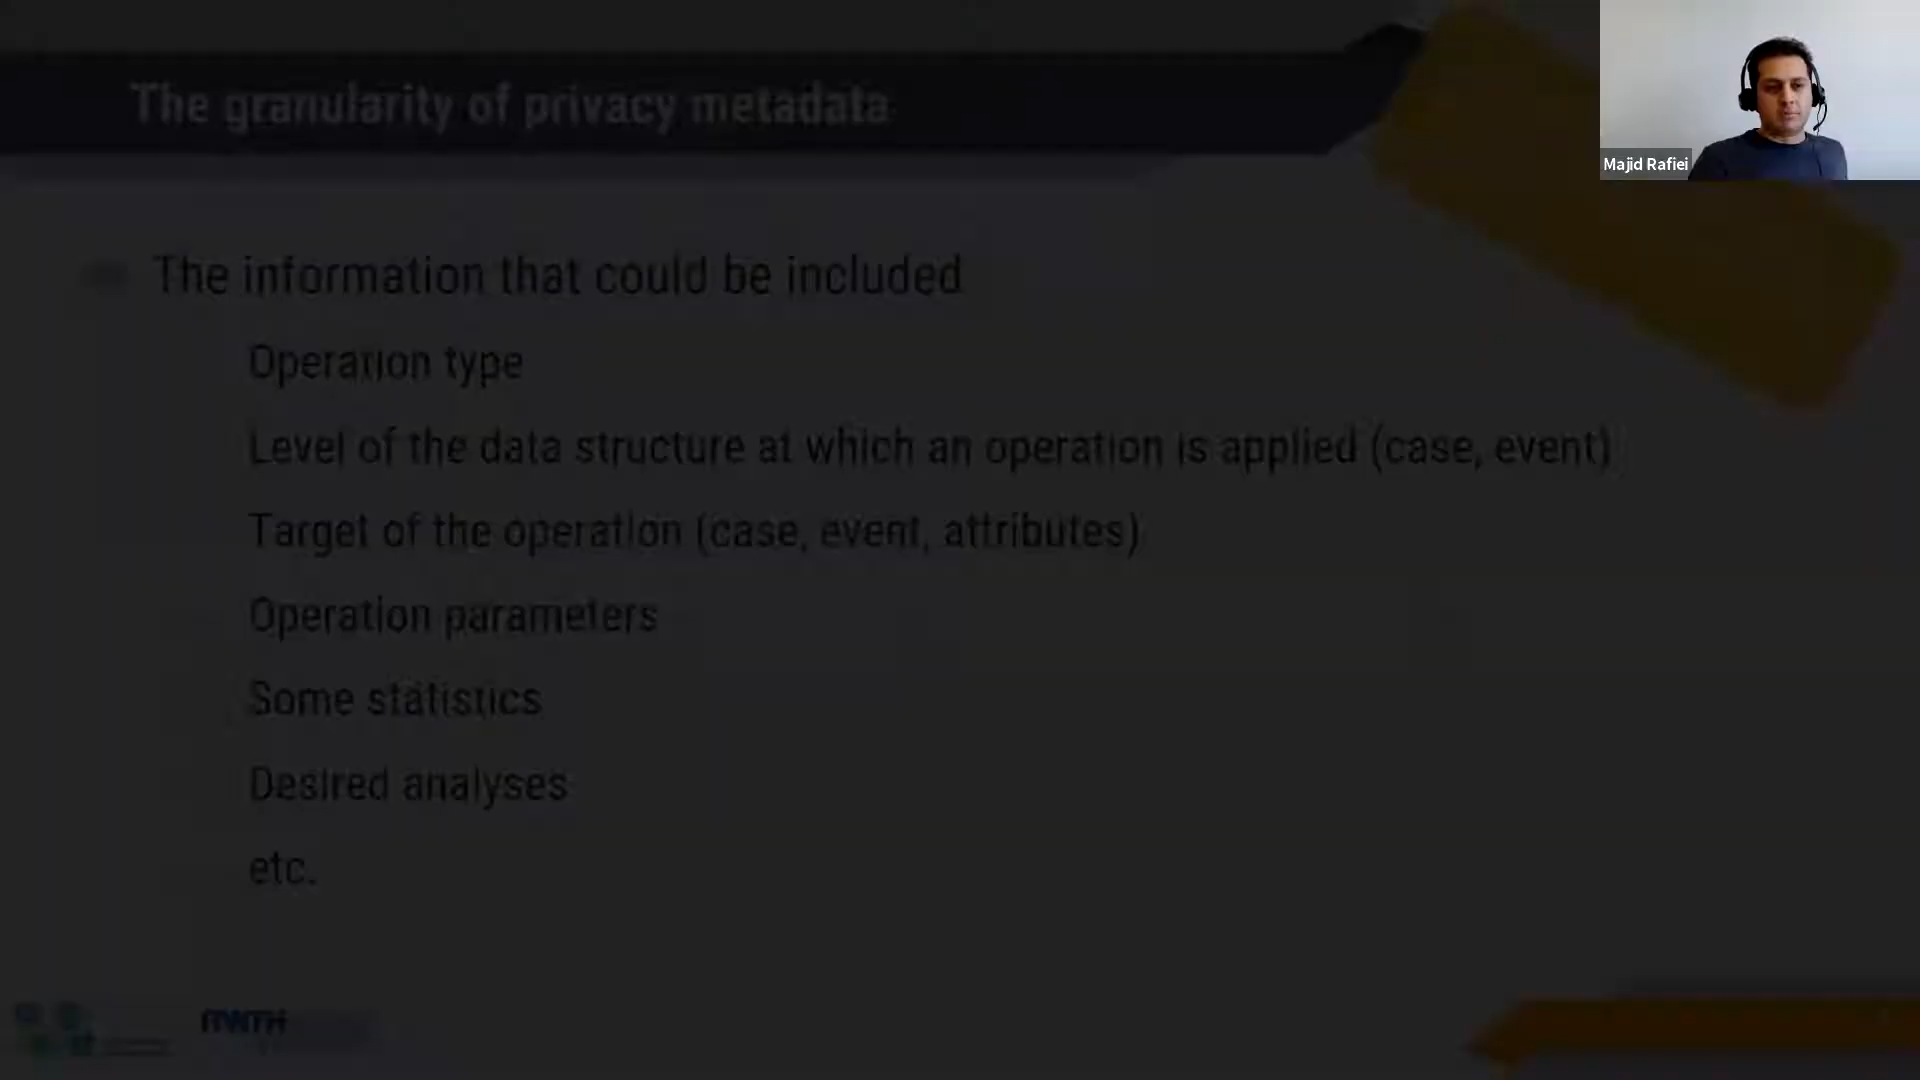 The granularity of privacy metadata
Majid Rafiei
The information that could be included
Operation type
Level of the data structure at which an operation is applied (case, event)
Target of the operation (case, event, attributes)
Operation parameters
Some statistics
Desired analyses
etc.
RWTH